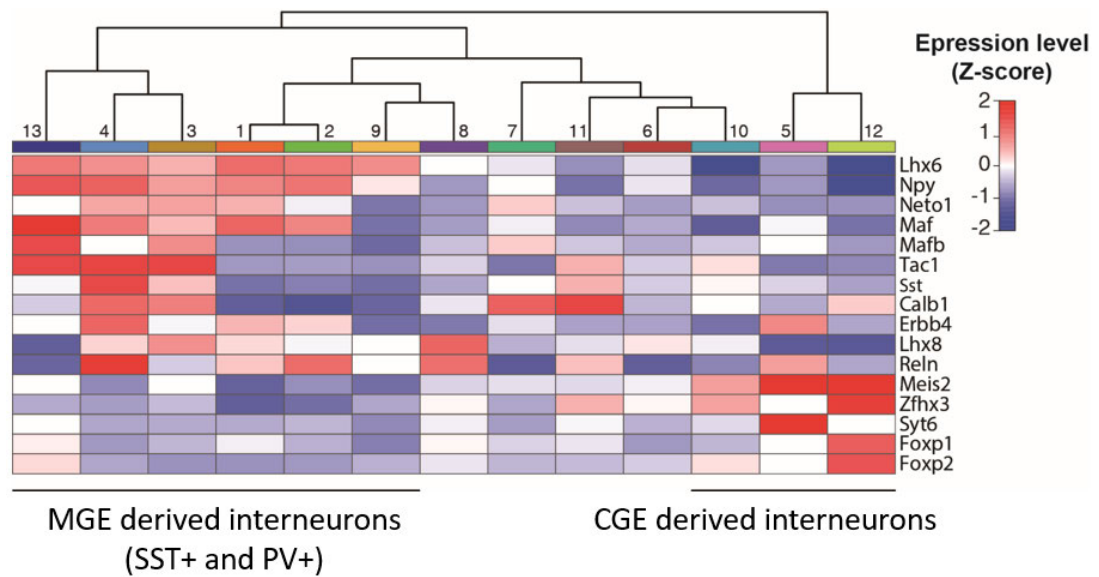 Epression level
(Z-score)
13 4 3 1 2 9 8 7 11 6 10 5 12
2
1
0
-1
-2
Lhx6
Npy
Neto1
Maf
Mafb
Tac1
Sst
Calb1
Erbb4
Lhx8
Reln
Meis2
Zfhx3
Syt6
Foxp1
Foxp2
MGE derived interneurons
(SST+ and PV+)
CGE derived interneurons